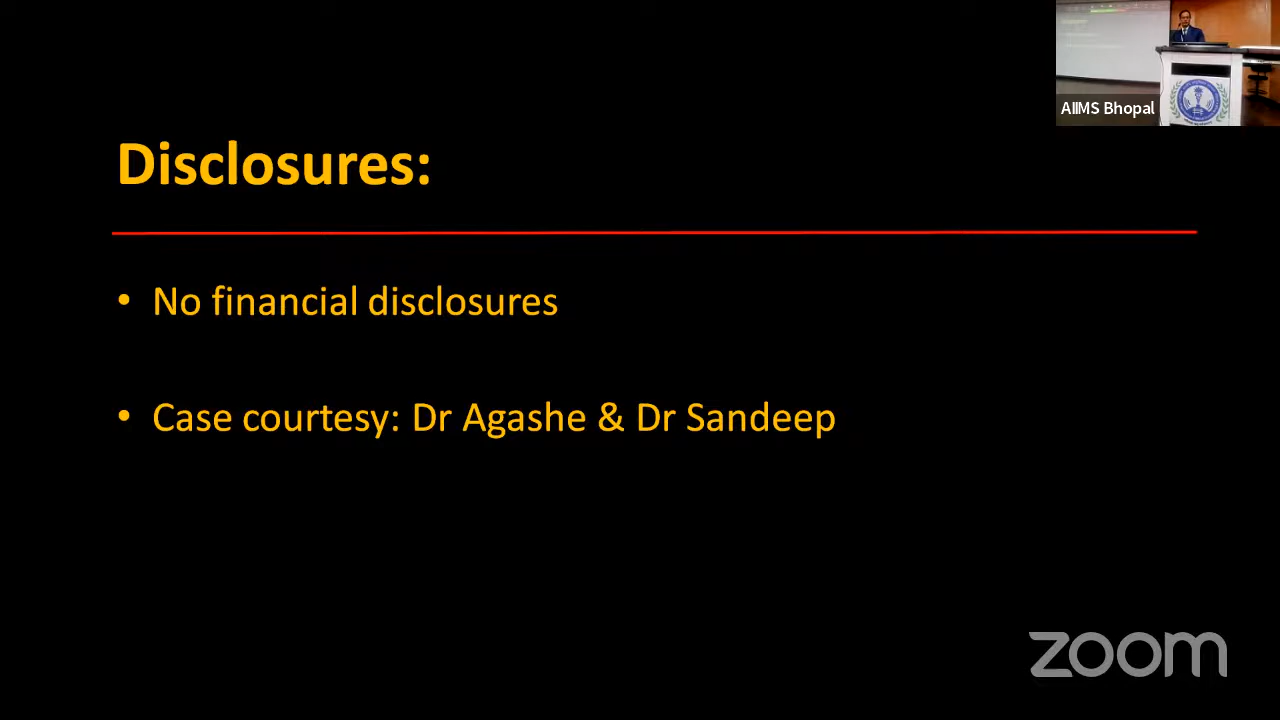 AIIMS Bhopal
Disclosures:
• No financial disclosures
• Case courtesy: Dr Agashe & Dr Sandeep
zoom